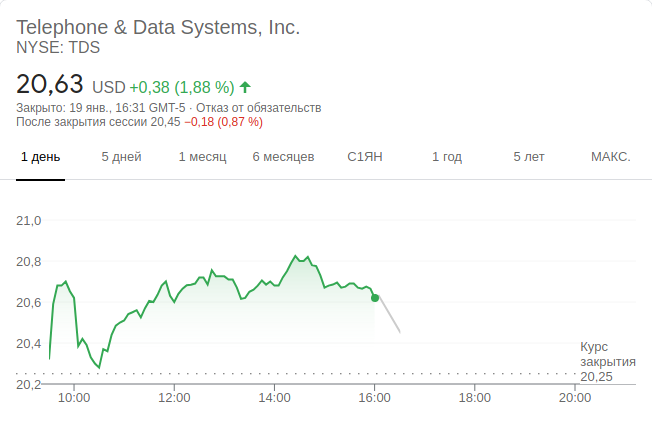 Telephone & Data Systems, Inc.
NYSE: TDS
20,63 USD +0,38 (1,88 %)
Закрыто: 19 янв., 16:31 GMT-5 · Отказ от обязательств
После закрытия сессии 20,45 −0,18 (0,87 %)
1 день 5 дней 1 месяц 6 месяцев С1ЯН 1 год 5 лет МАКС.
21,0
20,8
20,6
20,4
Курс
закрытия
20,25
20,2
10:00 12:00 14:00 16:00 18:00 20:00